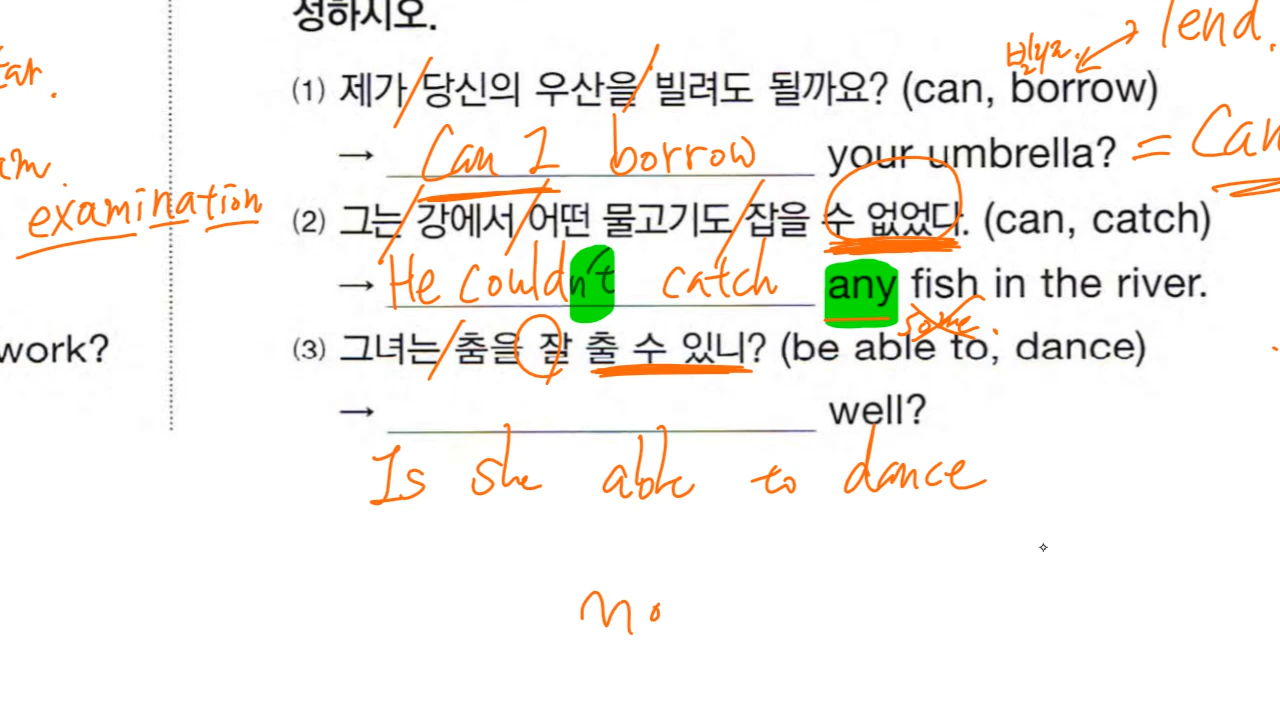 성하시오.
lend.
빌리다.
(1) 제가 당신의 우산을 빌려도 될까요? (can, borrow)
→ Can I borrow your umbrella? = Can
examination
(2) 그는 강에서 어떤 물고기도 잡을 수 없었다. (can, catch)
→ He couldn't catch any fish in the river.
some
work?
(3) 그녀는 춤을 잘 출 수 있니? (be able to, dance)
→ well?
Is she able to dance
no